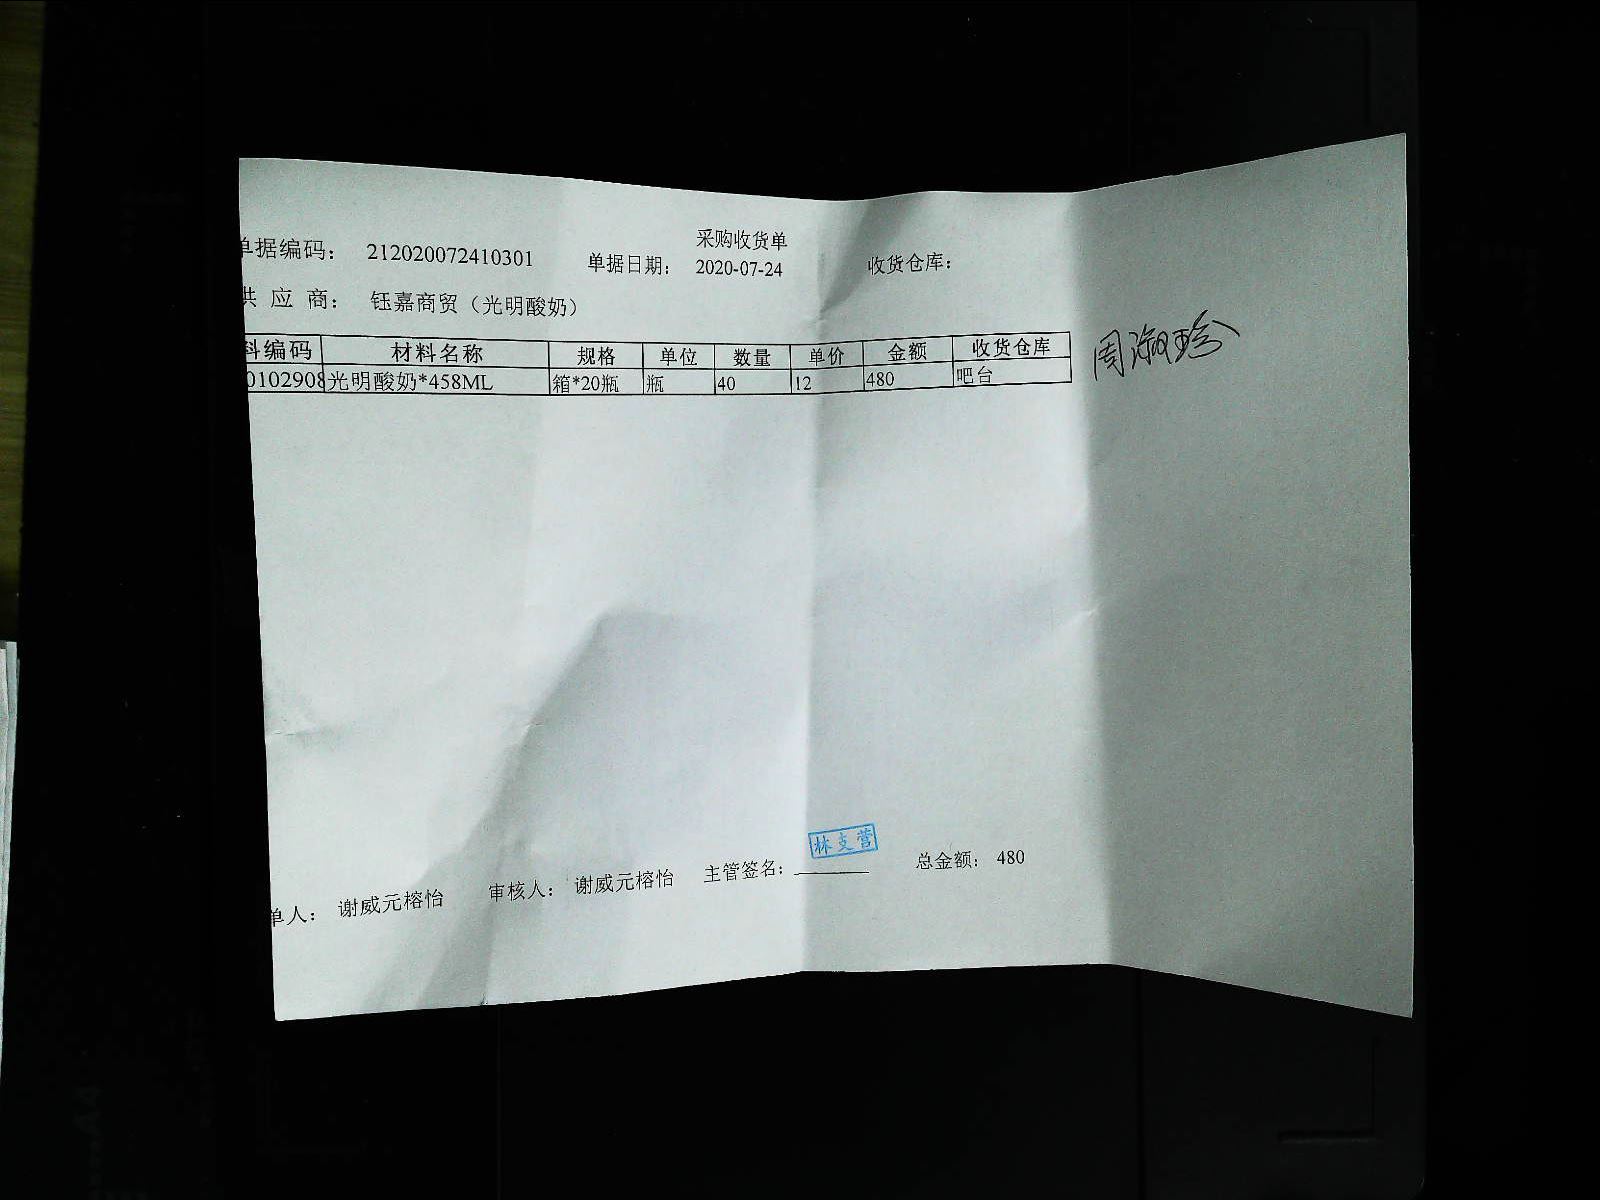 采购收货单
单据编码： 212020072410301 单据日期： 2020-07-24 收货仓库：
供 应 商： 钰嘉商贸（光明酸奶）
料编码 材料名称 规格 单位 数量 单价 金额 收货仓库
0102908 光明酸奶*458ML 箱*20瓶 瓶 40 12 480 吧台
周淑珍
林支营
单人： 谢威元榕怡 审核人： 谢威元榕怡 主管签名： 总金额： 480